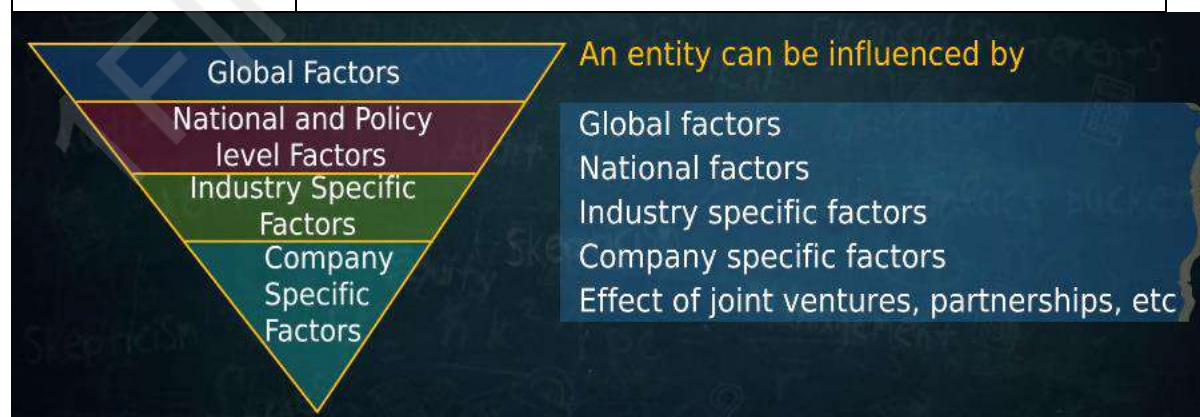 Global Factors
National and Policy
level Factors
Industry Specific
Factors
Company
Specific
Factors
An entity can be influenced by
Global factors
National factors
Industry specific factors
Company specific factors
Effect of joint ventures, partnerships, etc
Skepticism